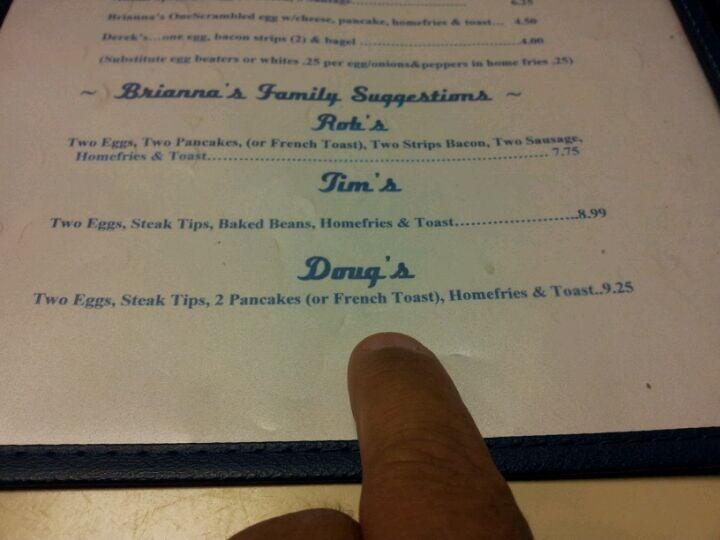 Sausage 6.25
Brianna's OneScrambled egg w/cheese, pancake, homefries & toast... 4.50
Derek's...one egg, bacon strips (2) & bagel ................................4.00
(Substitute egg beaters or whites .25 per egg/onions&peppers in home fries .25)
~ Brianna's Family Suggestions ~
Rob's
Two Eggs, Two Pancakes, (or French Toast), Two Strips Bacon, Two Sausage,
Homefries & Toast.................................................................. 7.75
Tim's
Two Eggs, Steak Tips, Baked Beans, Homefries & Toast........................8.99
Doug's
Two Eggs, Steak Tips, 2 Pancakes (or French Toast), Homefries & Toast..9.25